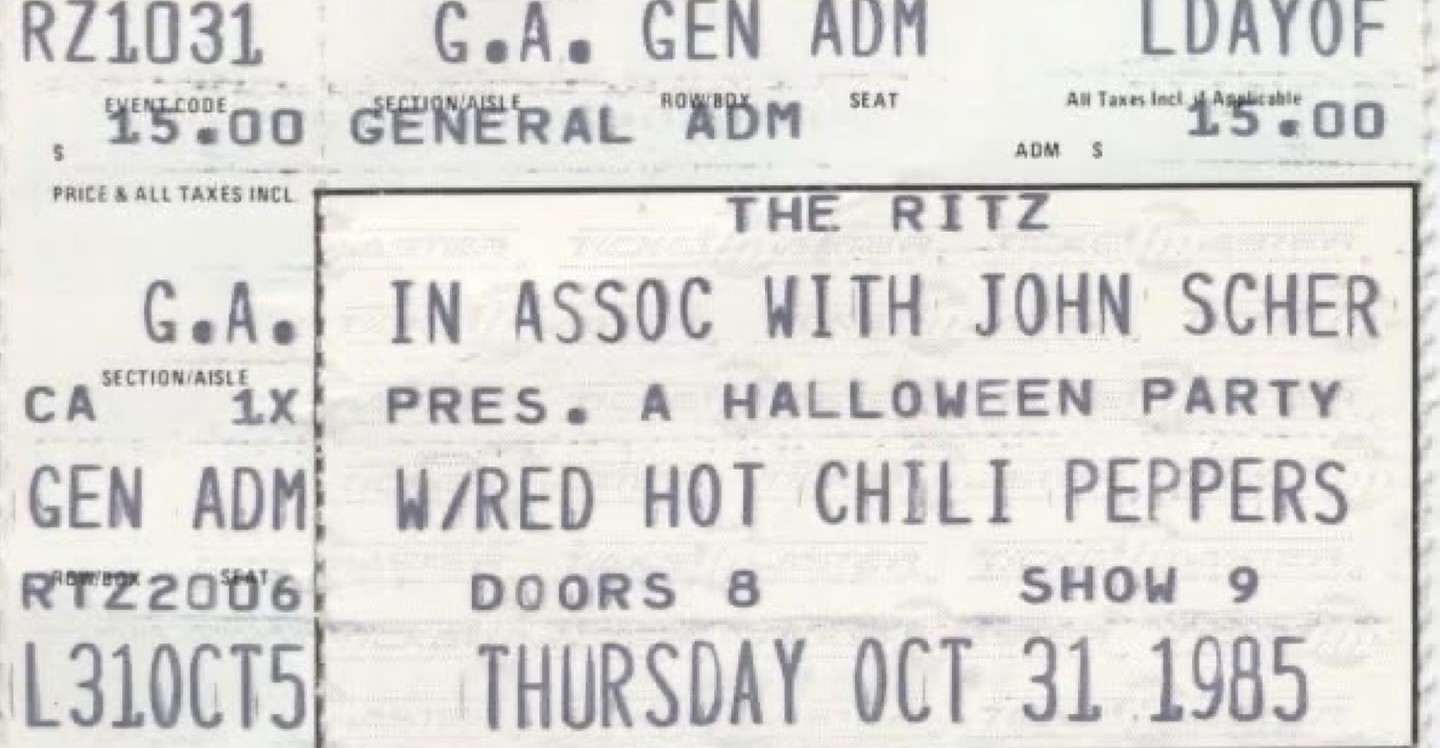 RZ1031 G.A. GEN ADM LDAYOF
EVENT CODE SECTION/AISLE ROW/BOX SEAT All Taxes Incl. if Applicable
$ 15.00 GENERAL ADM ADM $ 15.00
PRICE & ALL TAXES INCL
THE RITZ
G.A. IN ASSOC WITH JOHN SCHER
SECTION/AISLE
CA 1X PRES. A HALLOWEEN PARTY
GEN ADM W/RED HOT CHILI PEPPERS
ROW/BOX SEAT
RTZ2006 DOORS 8 SHOW 9
L31OCT5 THURSDAY OCT 31 1985